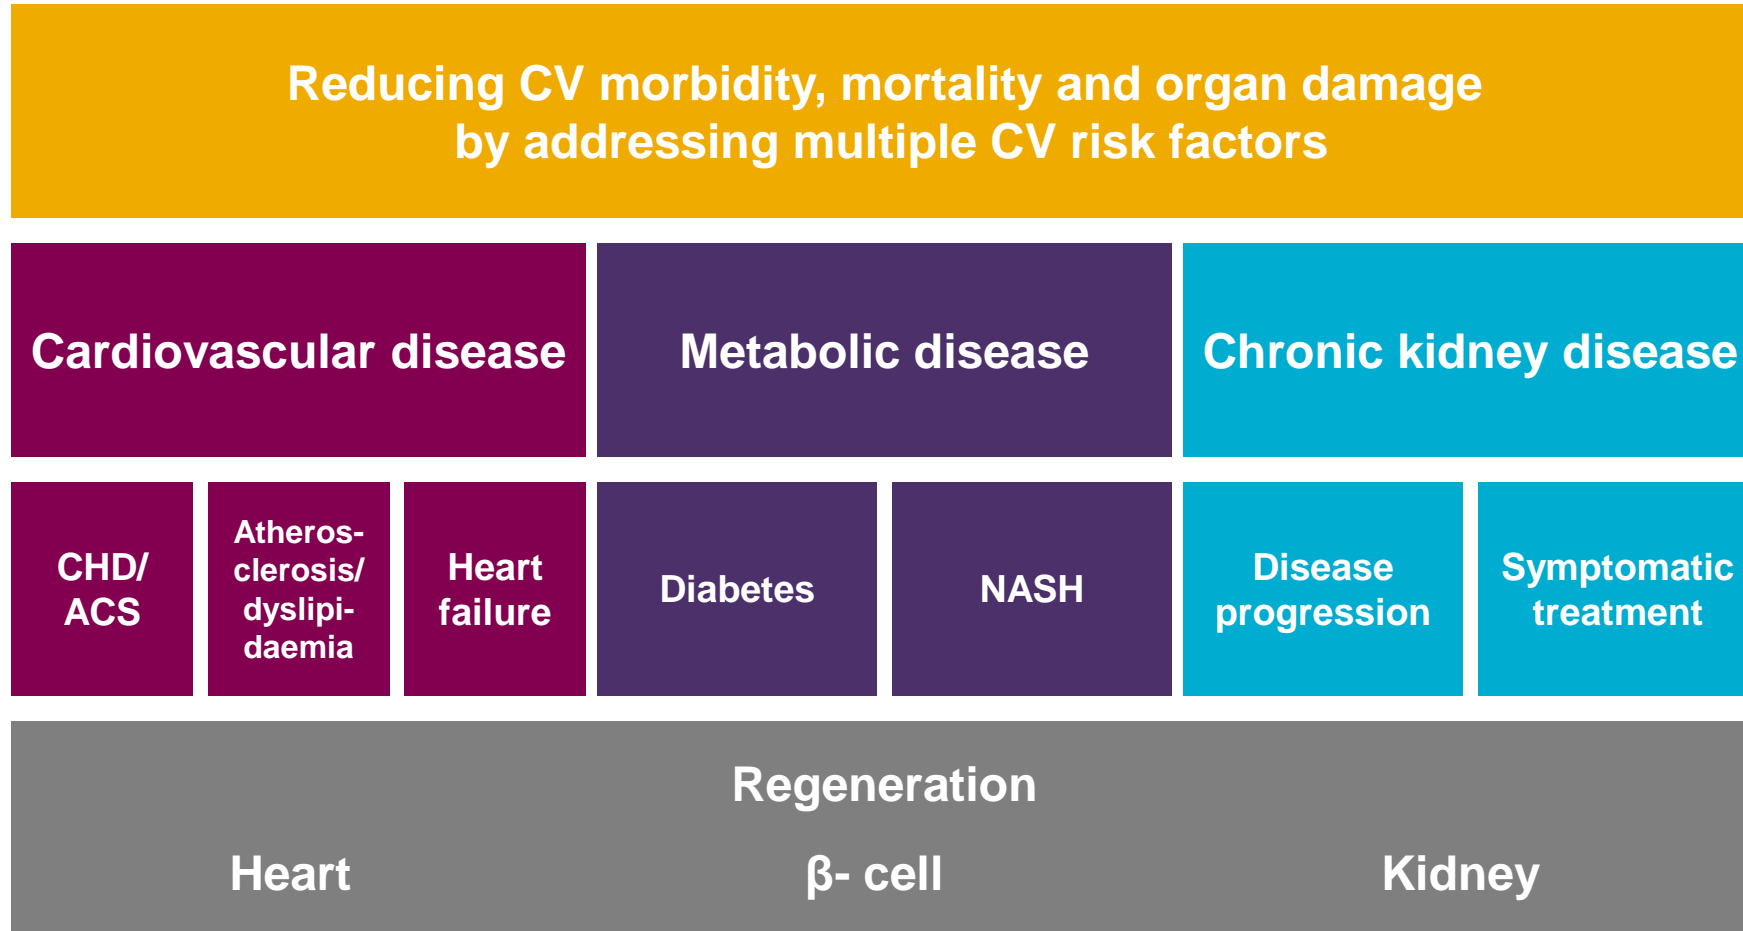 Reducing CV morbidity, mortality and organ damage
by addressing multiple CV risk factors
Cardiovascular disease
Metabolic disease
Chronic kidney disease
CHD/
ACS
Atheros-
clerosis/
dyslipi-
daemia
Heart
failure
Diabetes
NASH
Disease
progression
Symptomatic
treatment
Regeneration
Heart
β- cell
Kidney